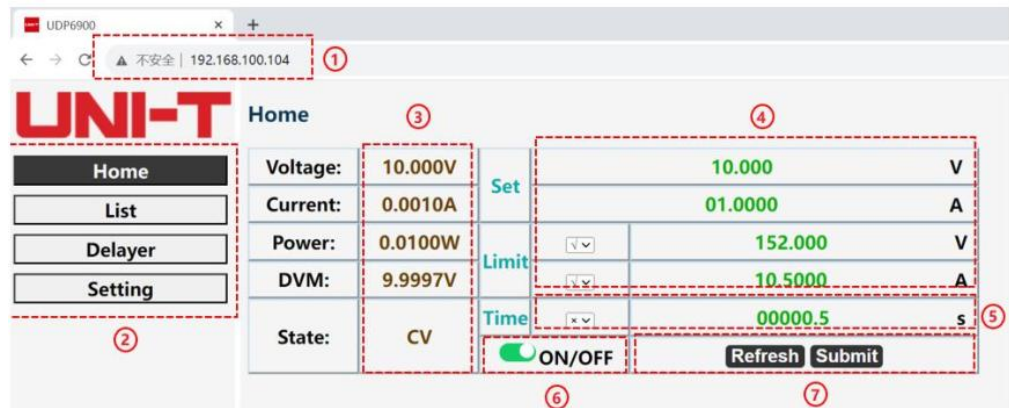 UDP6900
不安全 | 192.168.100.104
①
UNI-T
Home
③
④
Home
List
Delayer
Setting
②
Voltage: 10.000V Set 10.000 V
Current: 0.0010A 01.0000 A
Power: 0.0100W Limit √ 152.000 V
DVM: 9.9997V √ 10.5000 A
State: CV Time × 00000.5 s
⑤
ON/OFF Refresh Submit
⑥
⑦